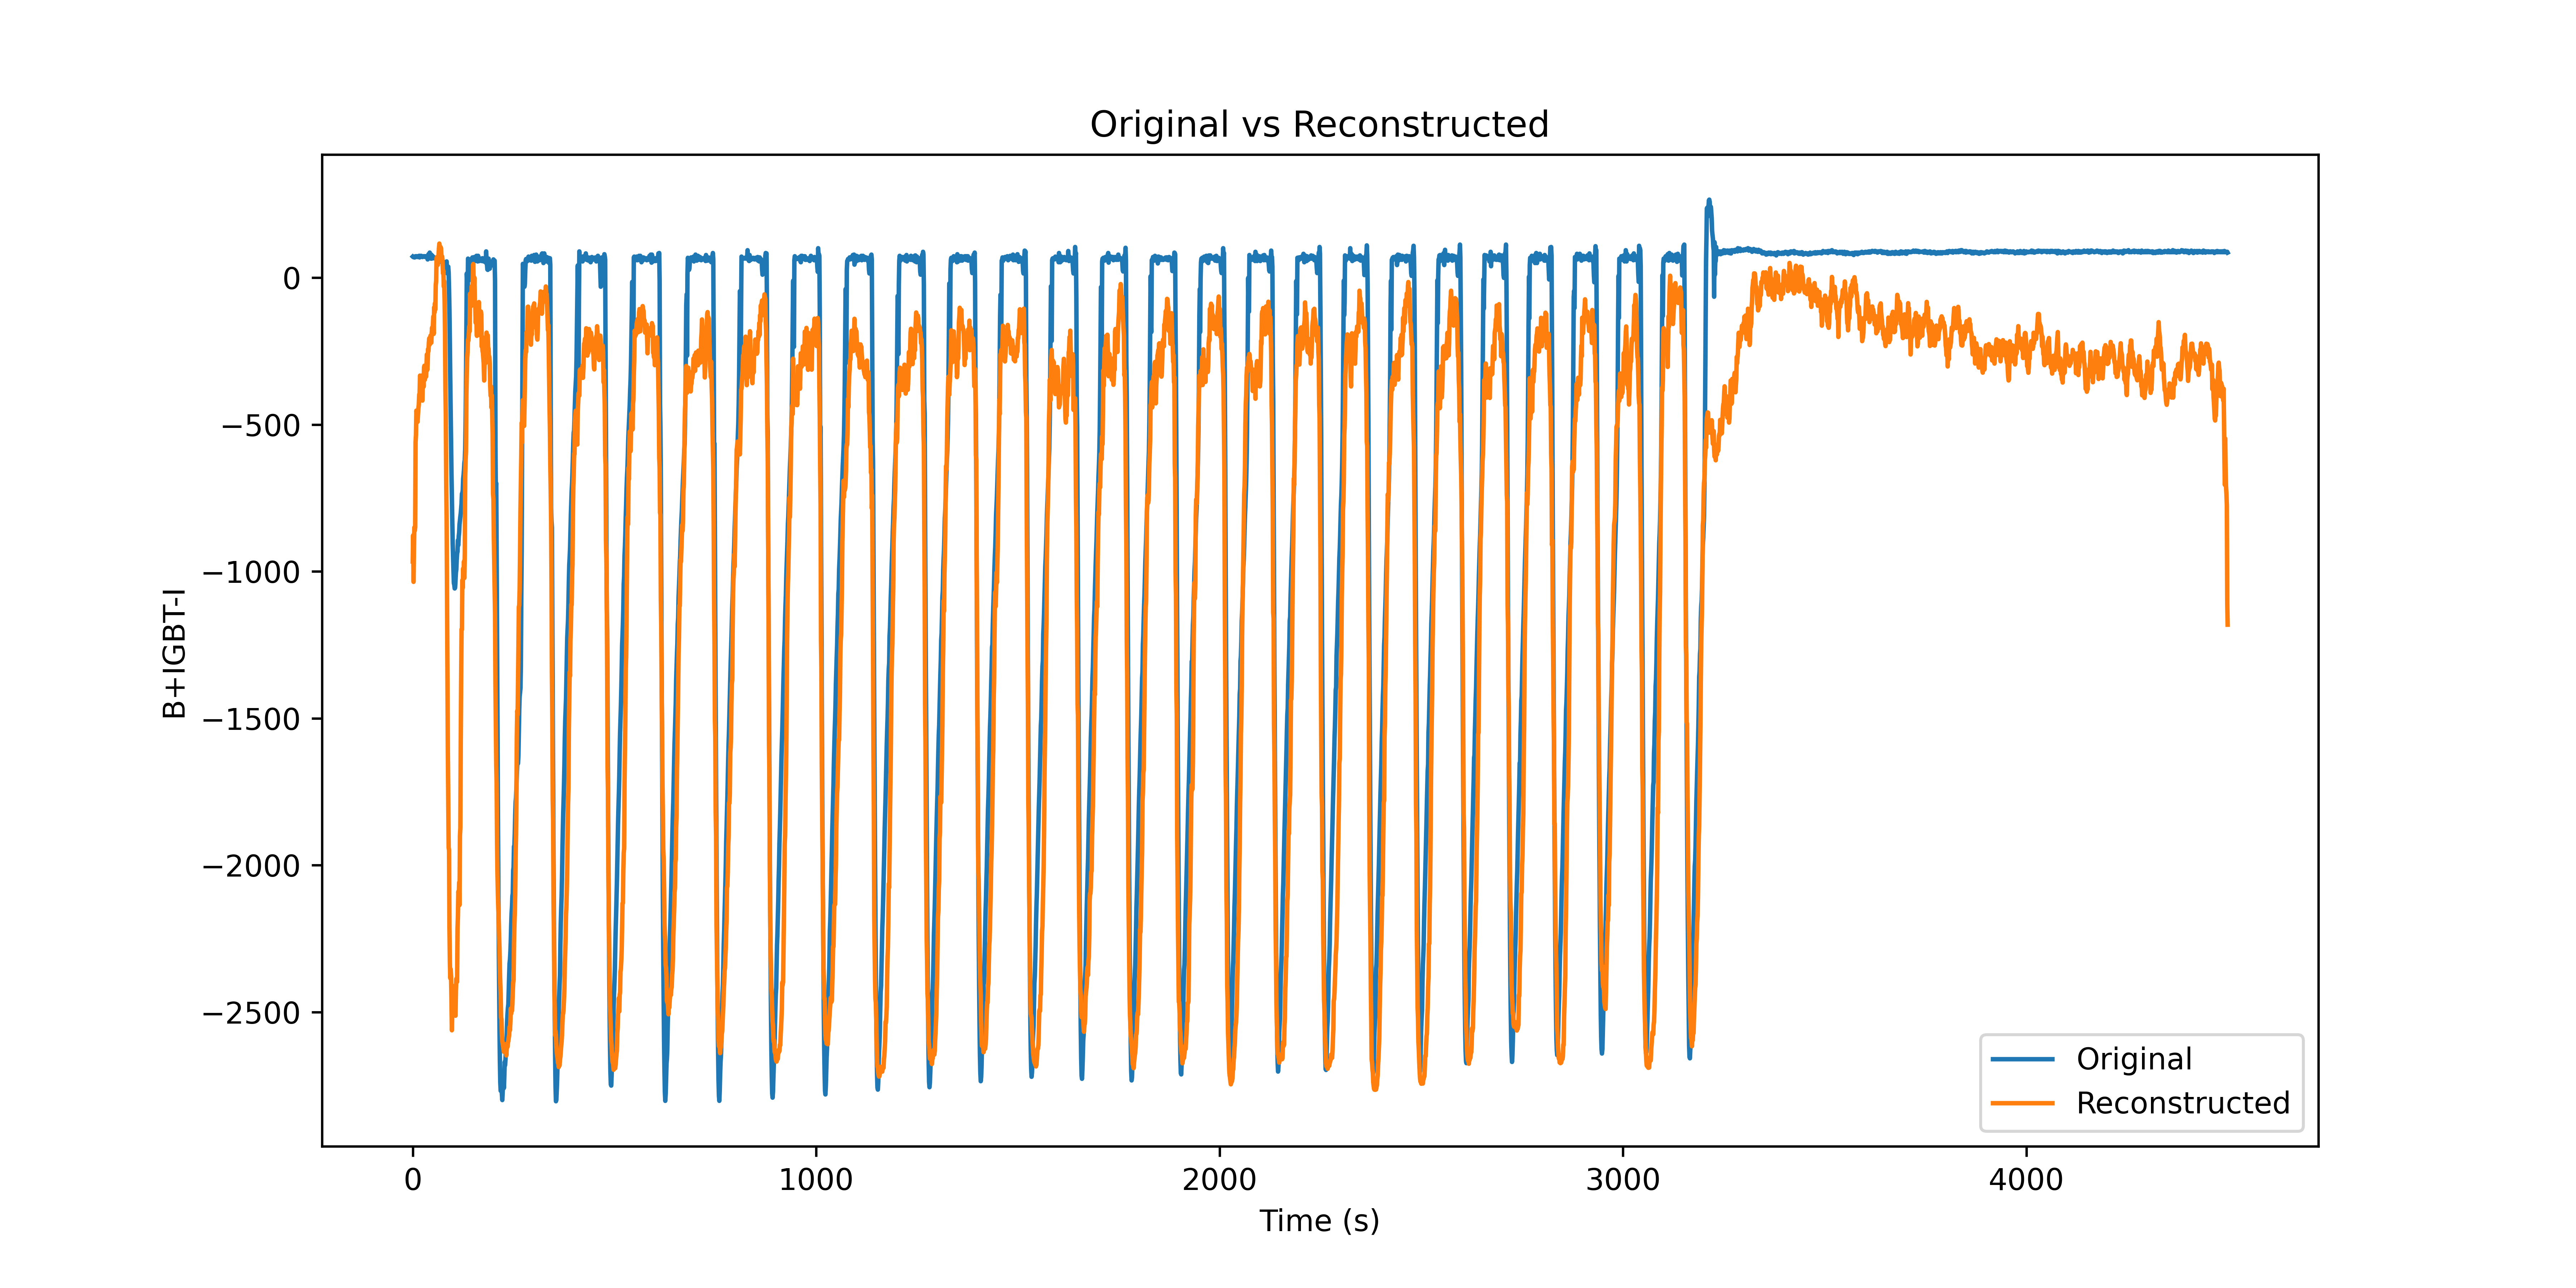 Original vs Reconstructed
0
−500
−1000
−1500
−2000
−2500
B+IGBT-I
0
1000
2000
3000
4000
Time (s)
Original
Reconstructed